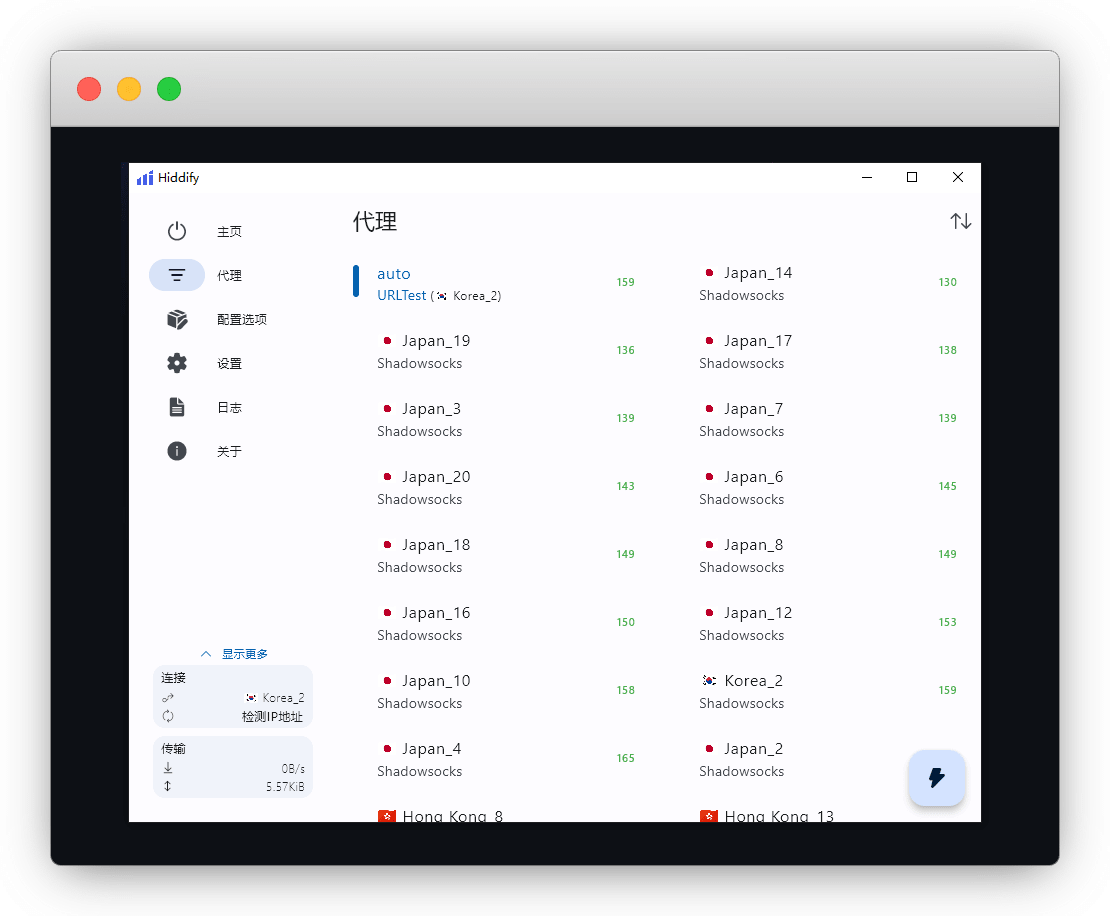 Hiddify
主页
代理
配置选项
设置
日志
关于
显示更多
连接
Korea_2
检测IP地址
传输
0B/s
5.57KiB
代理
auto
URLTest (🇰🇷 Korea_2)
159
Japan_14
Shadowsocks
130
Japan_19
Shadowsocks
136
Japan_17
Shadowsocks
138
Japan_3
Shadowsocks
139
Japan_7
Shadowsocks
139
Japan_20
Shadowsocks
143
Japan_6
Shadowsocks
145
Japan_18
Shadowsocks
149
Japan_8
Shadowsocks
149
Japan_16
Shadowsocks
150
Japan_12
Shadowsocks
153
Japan_10
Shadowsocks
158
Korea_2
Shadowsocks
159
Japan_4
Shadowsocks
165
Japan_2
Shadowsocks
Hong Kong_8
Hong Kong_13